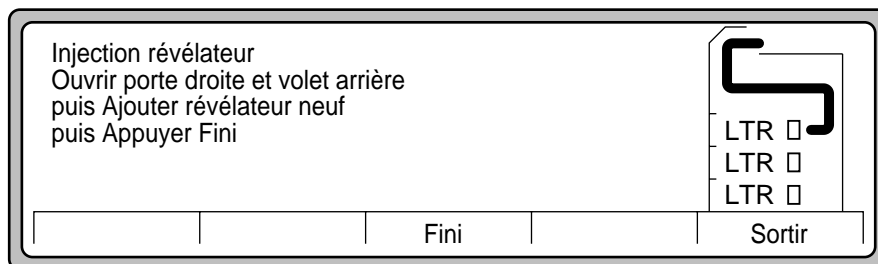 Injection révélateur
Ouvrir porte droite et volet arrière
puis Ajouter révélateur neuf
puis Appuyer Fini
LTR
LTR
LTR
Fini
Sortir